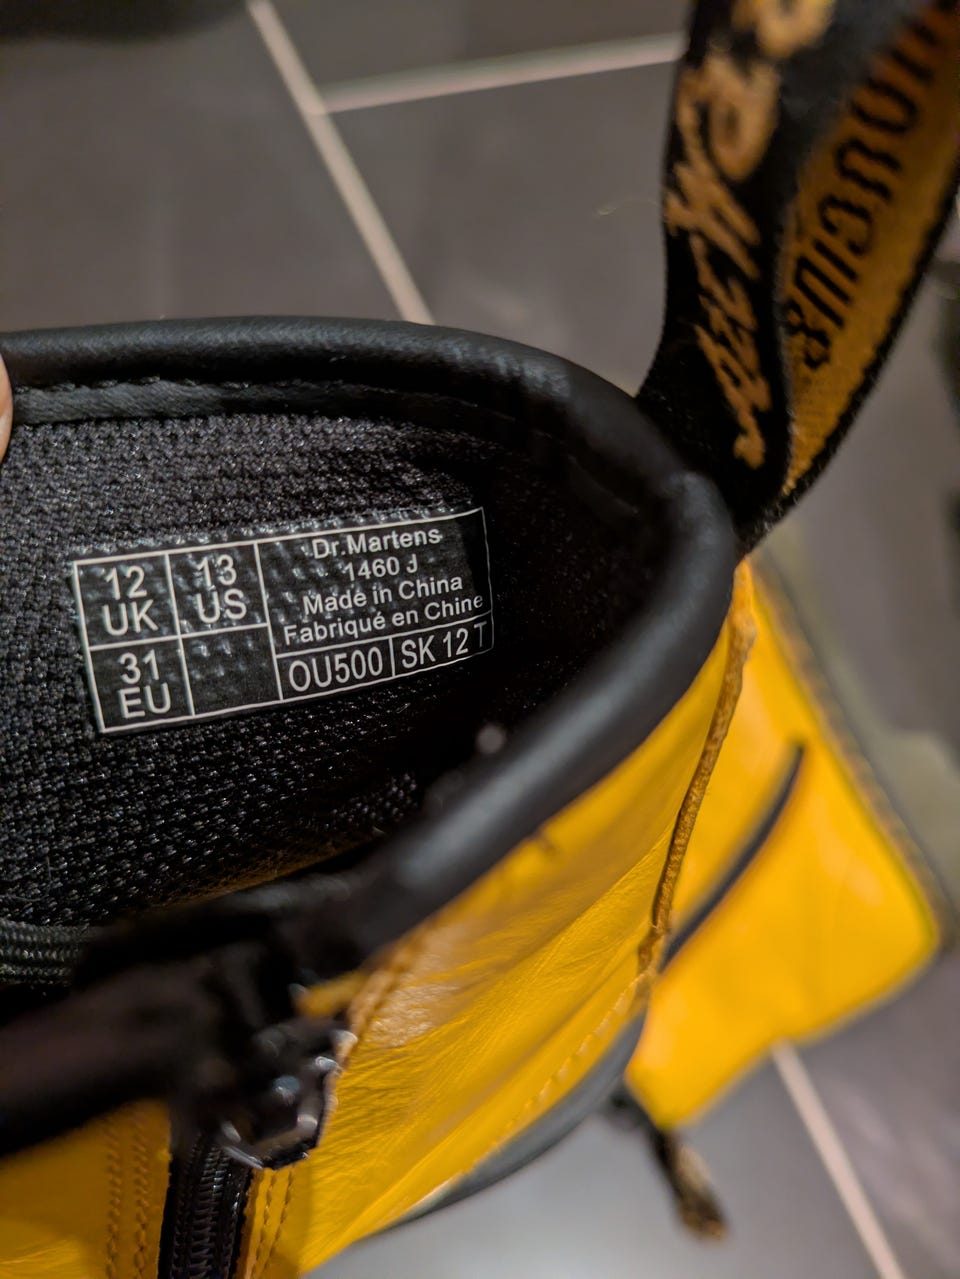 12
UK
13
US
31
EU
Dr.Martens
1460 J
Made in China
Fabriqué en Chine
OU500
SK 12 T